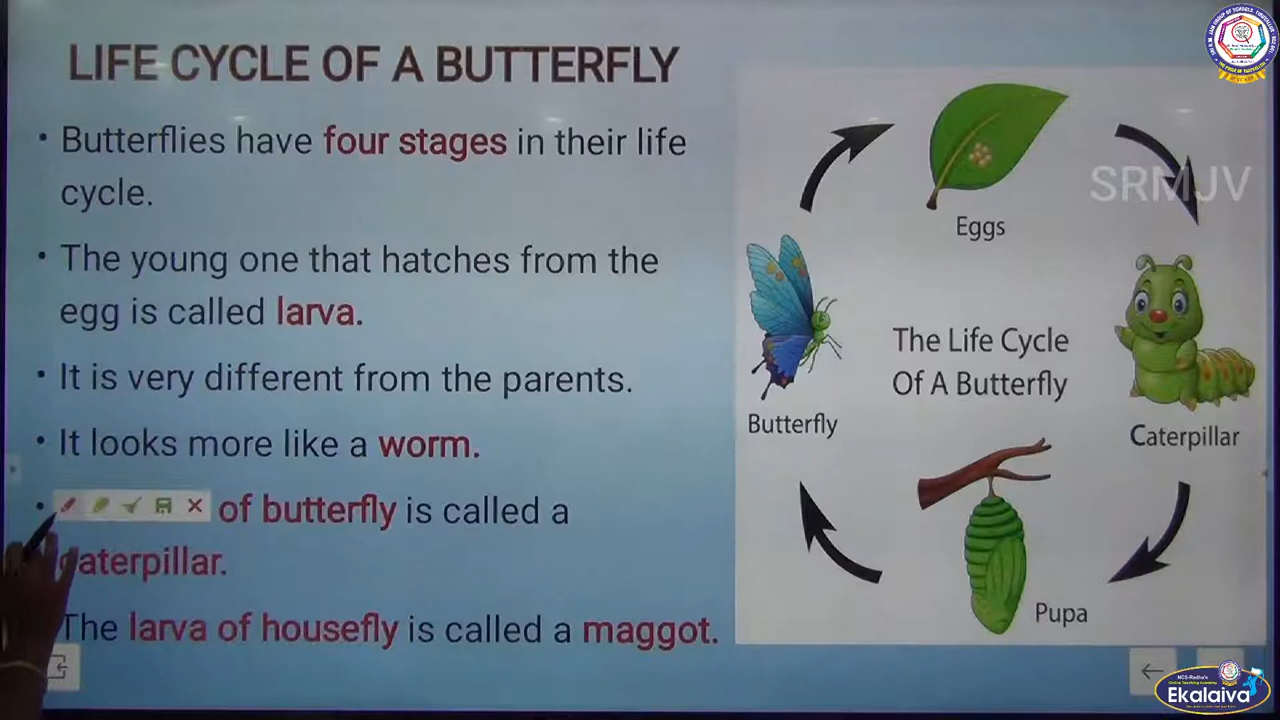 LIFE CYCLE OF A BUTTERFLY
• Butterflies have four stages in their life
cycle.
• The young one that hatches from the
egg is called larva.
• It is very different from the parents.
• It looks more like a worm.
• of butterfly is called a
caterpillar.
The larva of housefly is called a maggot.
Eggs
SRMJV
Butterfly
The Life Cycle
Of A Butterfly
Caterpillar
Pupa
Ekalaiva